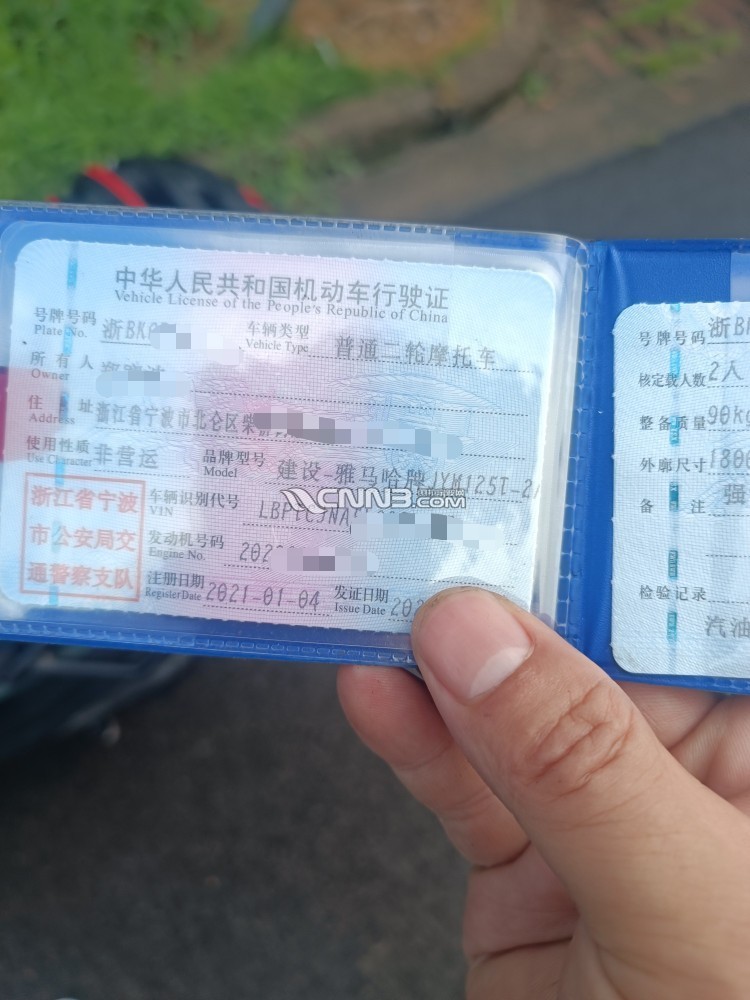 中华人民共和国机动车行驶证
Vehicle License of the People's Republic of China
号牌号码 浙BK 车辆类型 普通二轮摩托车
Plate No. Vehicle Type
所有人
Owner
住址 浙江省宁波市北仑区柴
Address
使用性质 非营运 品牌型号 建设-雅马哈牌JYM125T-2
Use Character Model
浙江省宁波
市公安局交
通警察支队
车辆识别代号 LBPTCJNA
VIN
发动机号码 202
Engine No.
注册日期 2021-01-04 发证日期 202
Register Date Issue Date
CNN3.COM
号牌号码 浙B
核定载人数 2人
整备质量 90kg
外廓尺寸 1800
备注 强
检验记录
汽油